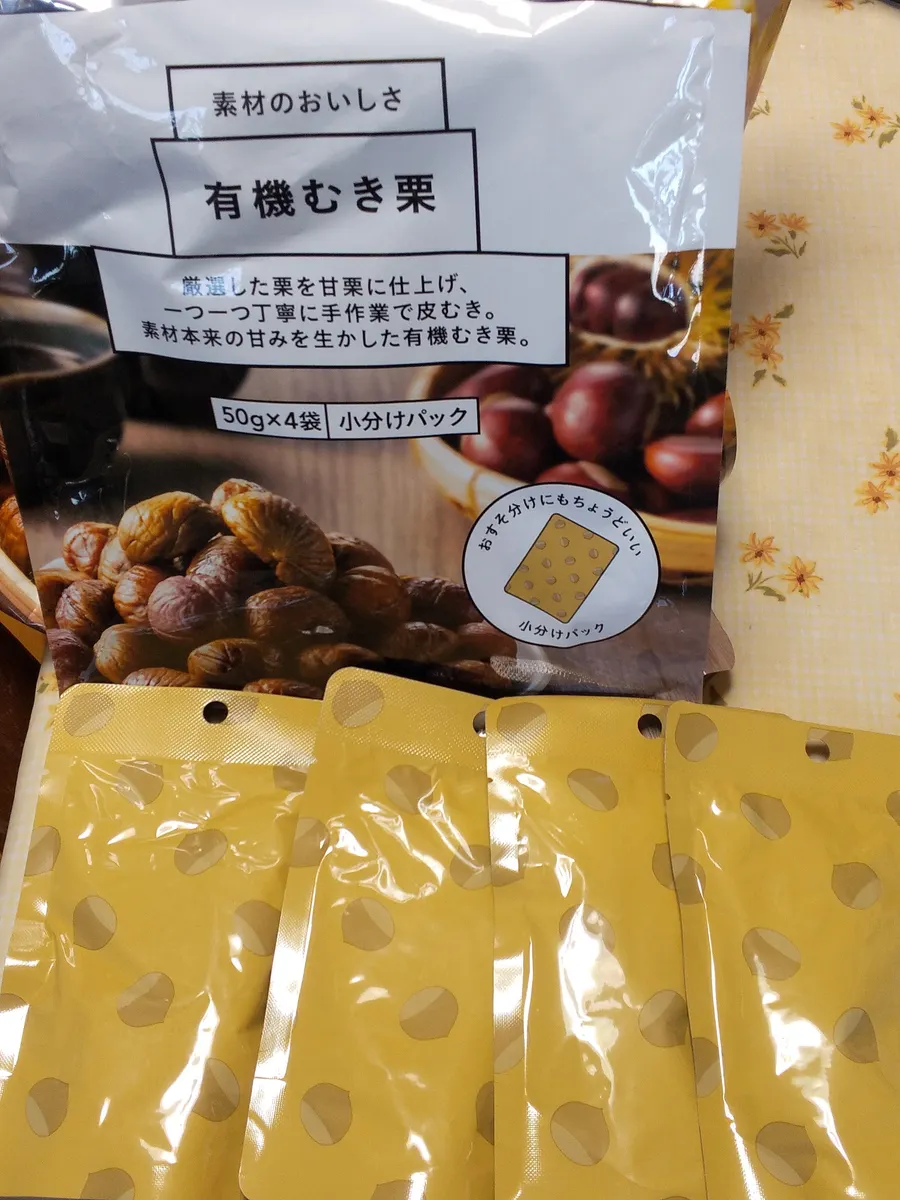 素材のおいしさ
有機むき栗
厳選した栗を甘栗に仕上げ、
一つ一つ丁寧に手作業で皮むき。
素材本来の甘みを生かした有機むき栗。
50g×4袋 小分けパック
おすそ分けにもちょうどいい
小分けパック